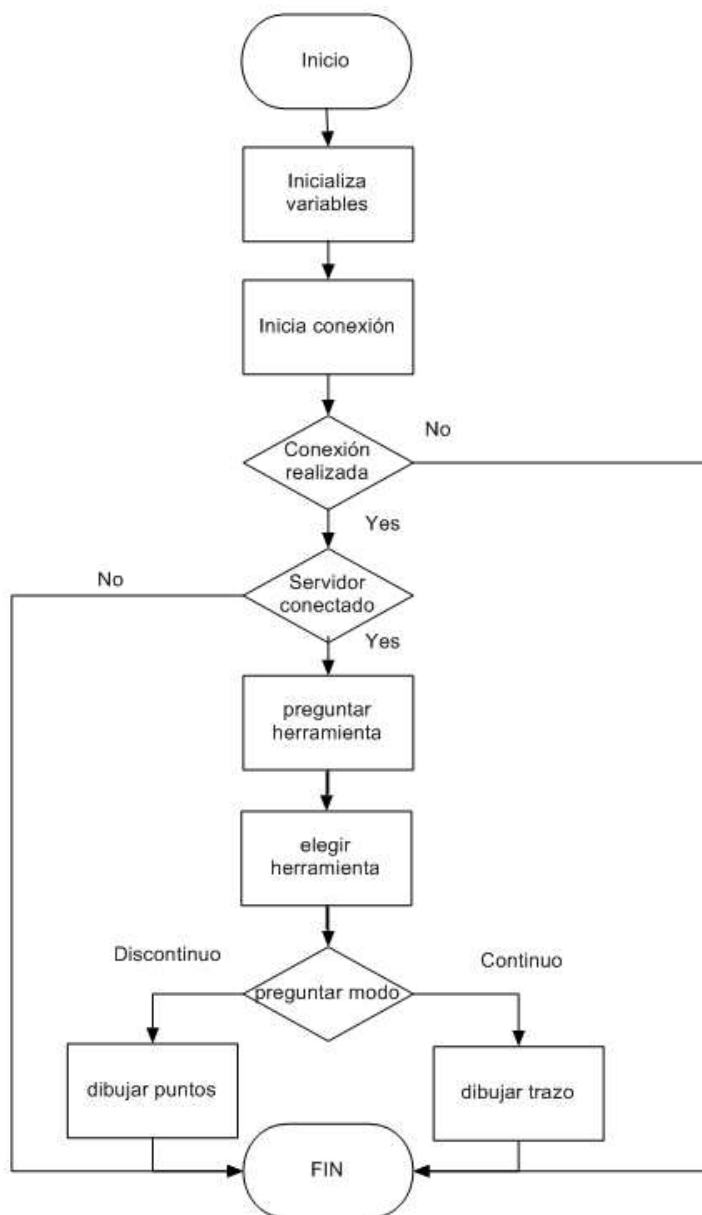 Inicio
Inicializa
variables
Inicia conexión
Conexión
realizada
No
Yes
No
Servidor
conectado
Yes
preguntar
herramienta
elegir
herramienta
Discontinuo
Continuo
preguntar modo
dibujar puntos
dibujar trazo
FIN